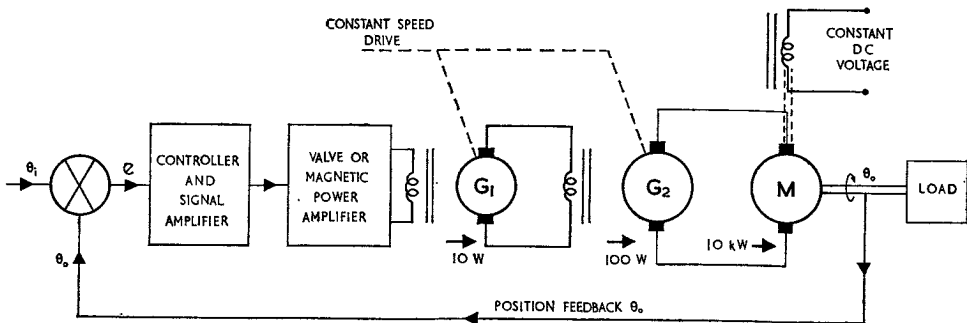 CONSTANT SPEED
DRIVE
CONSTANT
DC
VOLTAGE
θi
e
CONTROLLER
AND
SIGNAL
AMPLIFIER
VALVE OR
MAGNETIC
POWER
AMPLIFIER
G1
G2
M
θo
LOAD
10 W
100 W
10 kW
θo
POSITION FEEDBACK θo